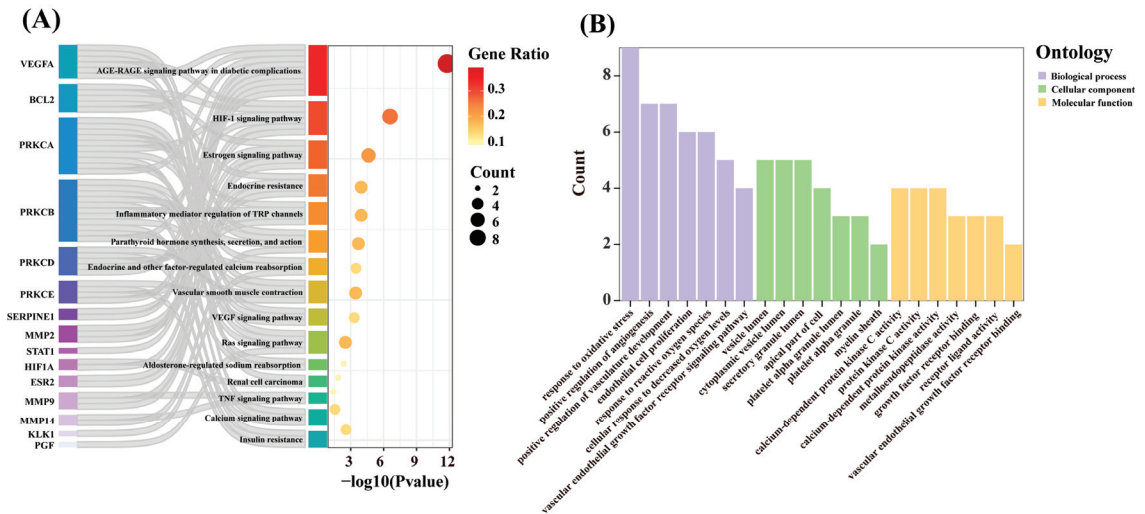 (A)
VEGFA
BCL2
PRKCA
PRKCB
PRKCD
PRKCE
SERPINE1
MMP2
STAT1
HIF1A
ESR2
MMP9
MMP14
KLK1
PGF
AGE-RAGE signaling pathway in diabetic complications
HIF-1 signaling pathway
Estrogen signaling pathway
Endocrine resistance
Inflammatory mediator regulation of TRP channels
Parathyroid hormone synthesis, secretion, and action
Endocrine and other factor-regulated calcium reabsorption
Vascular smooth muscle contraction
VEGF signaling pathway
Ras signaling pathway
Aldosterone-regulated sodium reabsorption
Renal cell carcinoma
TNF signaling pathway
Calcium signaling pathway
Insulin resistance
3 6 9 12
−log10(Pvalue)
Gene Ratio
0.3
0.2
0.1
Count
2
4
6
8
(B)
Count
8
6
4
2
0
response to oxidative stress
positive regulation of angiogenesis
positive regulation of vasculature development
endothelial cell proliferation
response to reactive oxygen species
cellular response to decreased oxygen levels
vascular endothelial growth factor receptor signaling pathway
vesicle lumen
cytoplasmic vesicle lumen
secretory granule lumen
apical part of cell
platelet alpha granule lumen
platelet alpha granule
myelin sheath
calcium-dependent protein kinase C activity
protein kinase C activity
calcium-dependent protein kinase activity
metalloendopeptidase activity
growth factor receptor binding
receptor ligand activity
vascular endothelial growth factor receptor binding
Ontology
Biological process
Cellular component
Molecular function